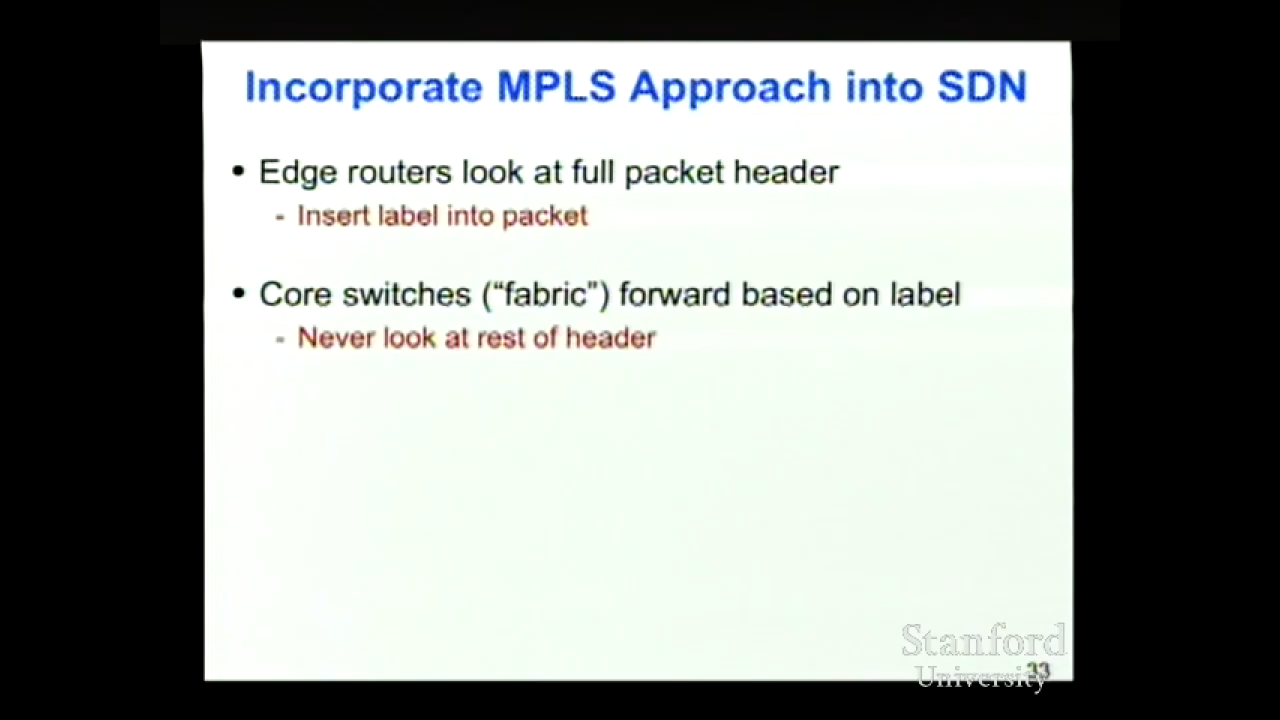 Incorporate MPLS Approach into SDN
• Edge routers look at full packet header
- Insert label into packet
• Core switches (“fabric”) forward based on label
- Never look at rest of header
Stanford
University
33